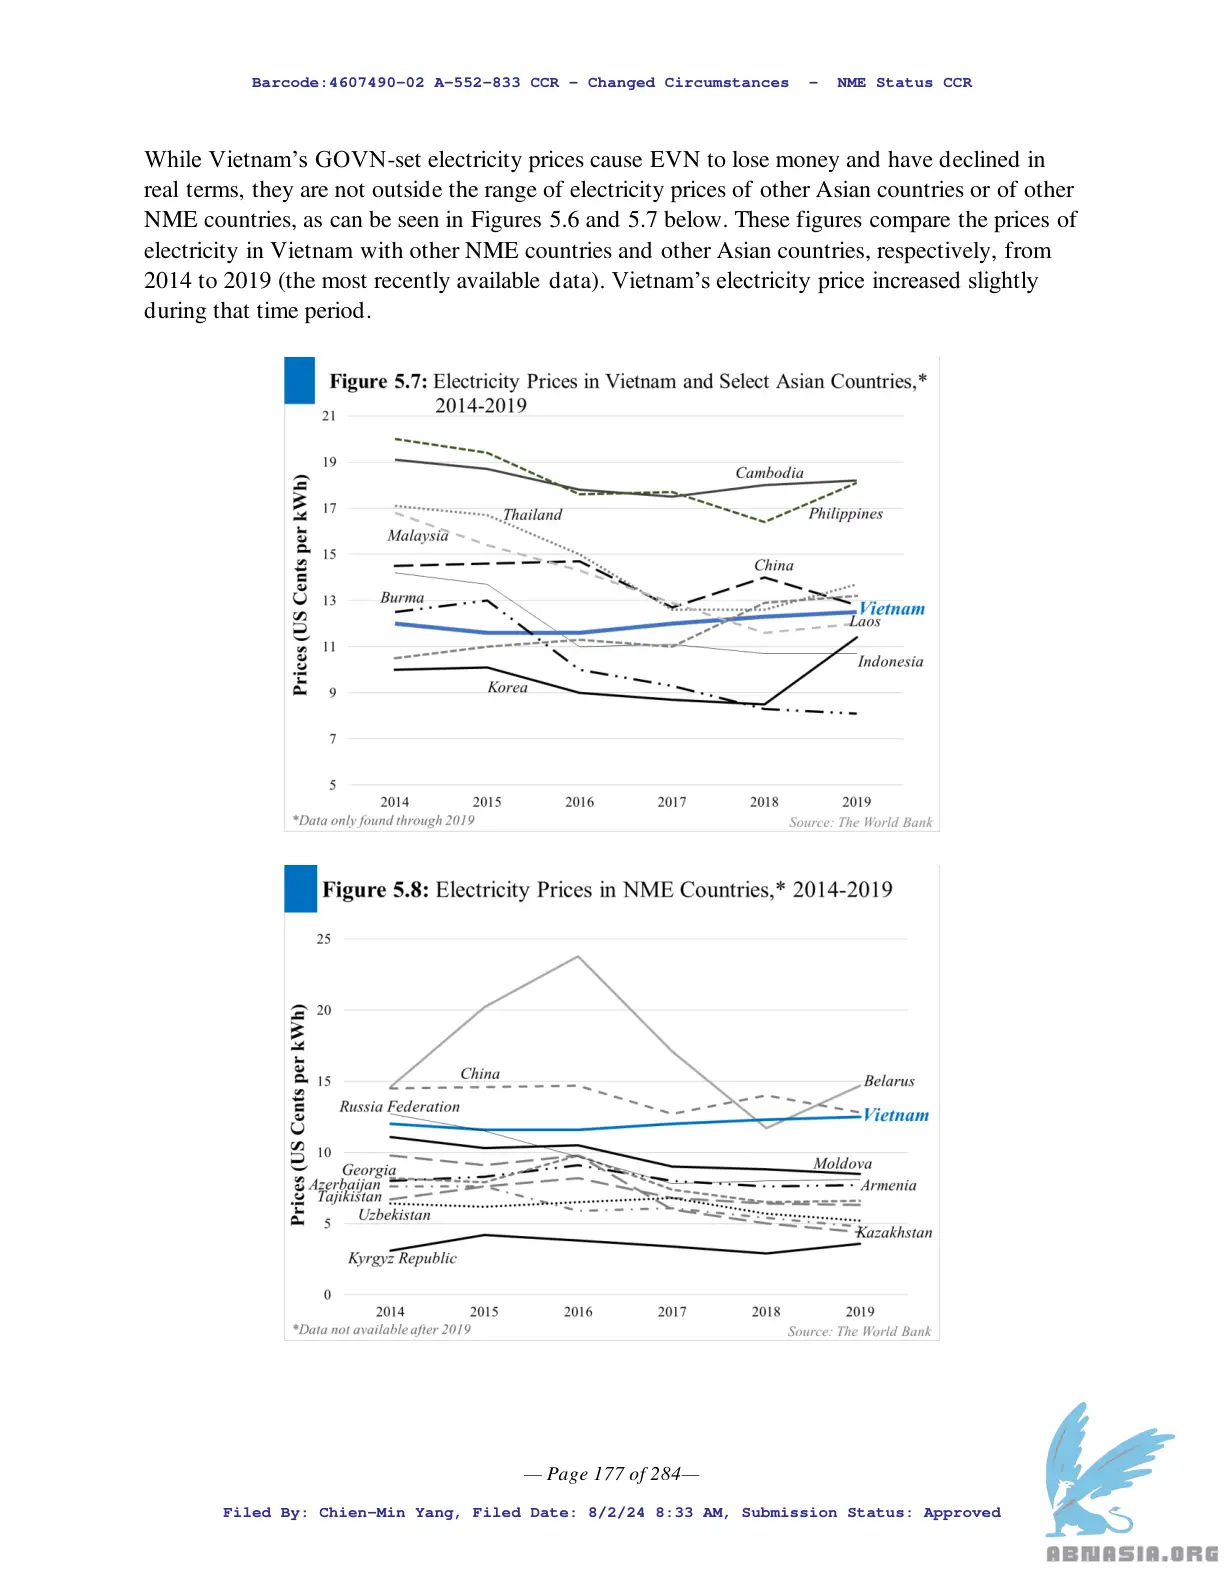 Barcode:4607490-02 A-552-833 CCR - Changed Circumstances - NME Status CCR
While Vietnam's GOVN-set electricity prices cause EVN to lose money and have declined in
real terms, they are not outside the range of electricity prices of other Asian countries or of other
NME countries, as can be seen in Figures 5.6 and 5.7 below. These figures compare the prices of
electricity in Vietnam with other NME countries and other Asian countries, respectively, from
2014 to 2019 (the most recently available data). Vietnam's electricity price increased slightly
during that time period.
Figure 5.7: Electricity Prices in Vietnam and Select Asian Countries,*
2014-2019
Prices (US Cents per kWh)
21
19
17
15
13
11
9
7
5
Cambodia
Philippines
Thailand
Malaysia
China
Burma
Vietnam
Laos
Indonesia
Korea
2014 2015 2016 2017 2018 2019
*Data only found through 2019
Source: The World Bank
Figure 5.8: Electricity Prices in NME Countries,* 2014-2019
Prices (US Cents per kWh)
25
20
15
10
5
0
China
Belarus
Russia Federation
Vietnam
Moldova
Georgia
Azerbaijan
Armenia
Tajikistan
Uzbekistan
Kazakhstan
Kyrgyz Republic
2014 2015 2016 2017 2018 2019
*Data not available after 2019
Source: The World Bank
— Page 177 of 284—
Filed By: Chien-Min Yang, Filed Date: 8/2/24 8:33 AM, Submission Status: Approved
ABNASIA.ORG